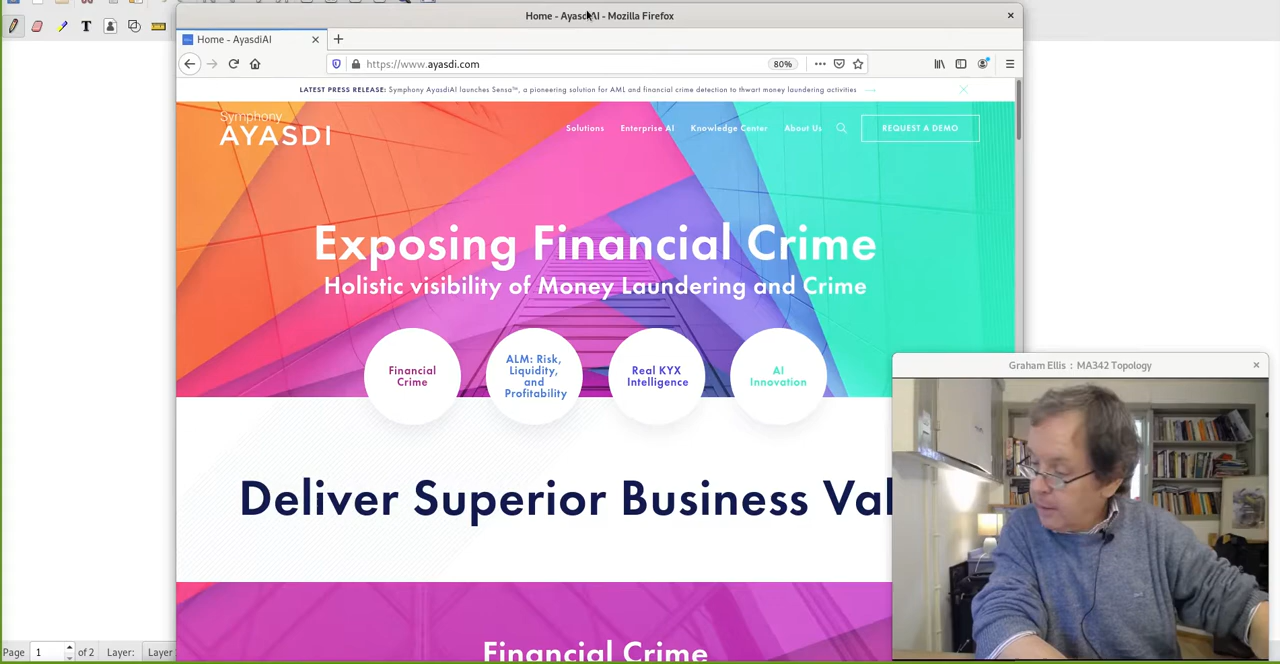 Home - AyasdiAI - Mozilla Firefox
Home - AyasdiAI
https://www.ayasdi.com
80%
LATEST PRESS RELEASE: Symphony AyasdiAI launches Sensa™, a pioneering solution for AML and financial crime detection to thwart money laundering activities
Symphony
AYASDI
Solutions
Enterprise AI
Knowledge Center
About Us
REQUEST A DEMO
Exposing Financial Crime
Holistic visibility of Money Laundering and Crime
Financial
Crime
ALM: Risk,
Liquidity,
and
Profitability
Real KYX
Intelligence
AI
Innovation
Graham Ellis : MA342 Topology
Deliver Superior Business Val
Financial Crime
Page 1 of 2 Layer: Layer